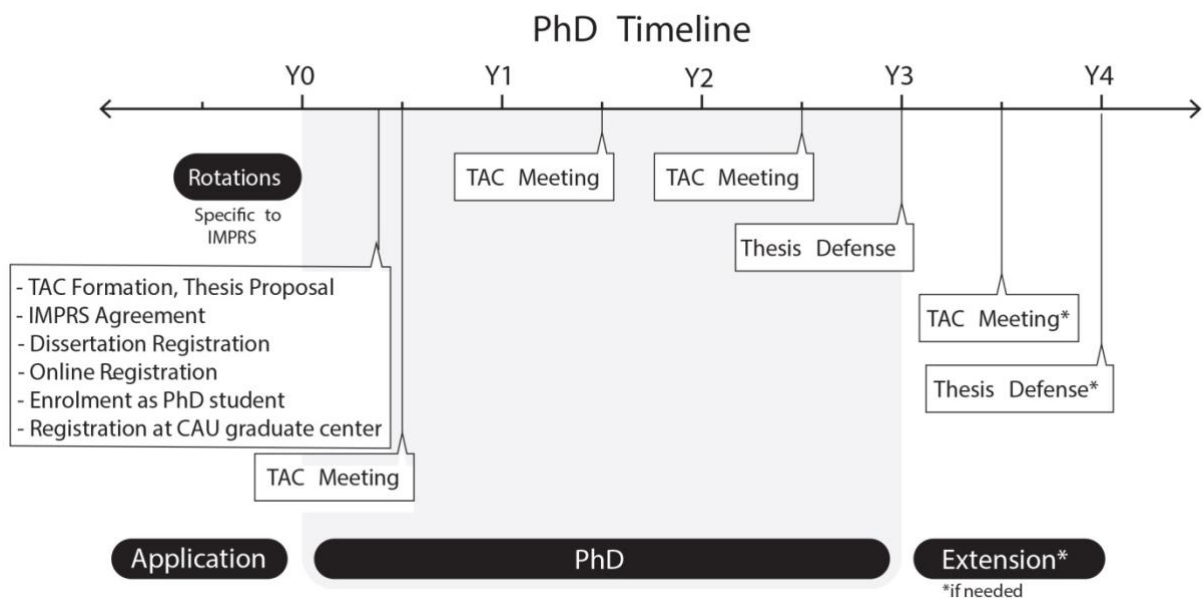 PhD Timeline
Y0 Y1 Y2 Y3 Y4
Rotations
Specific to
IMPRS
TAC Meeting
TAC Meeting
Thesis Defense
- TAC Formation, Thesis Proposal
- IMPRS Agreement
- Dissertation Registration
- Online Registration
- Enrolment as PhD student
- Registration at CAU graduate center
TAC Meeting
TAC Meeting*
Thesis Defense*
Application
PhD
Extension*
*if needed